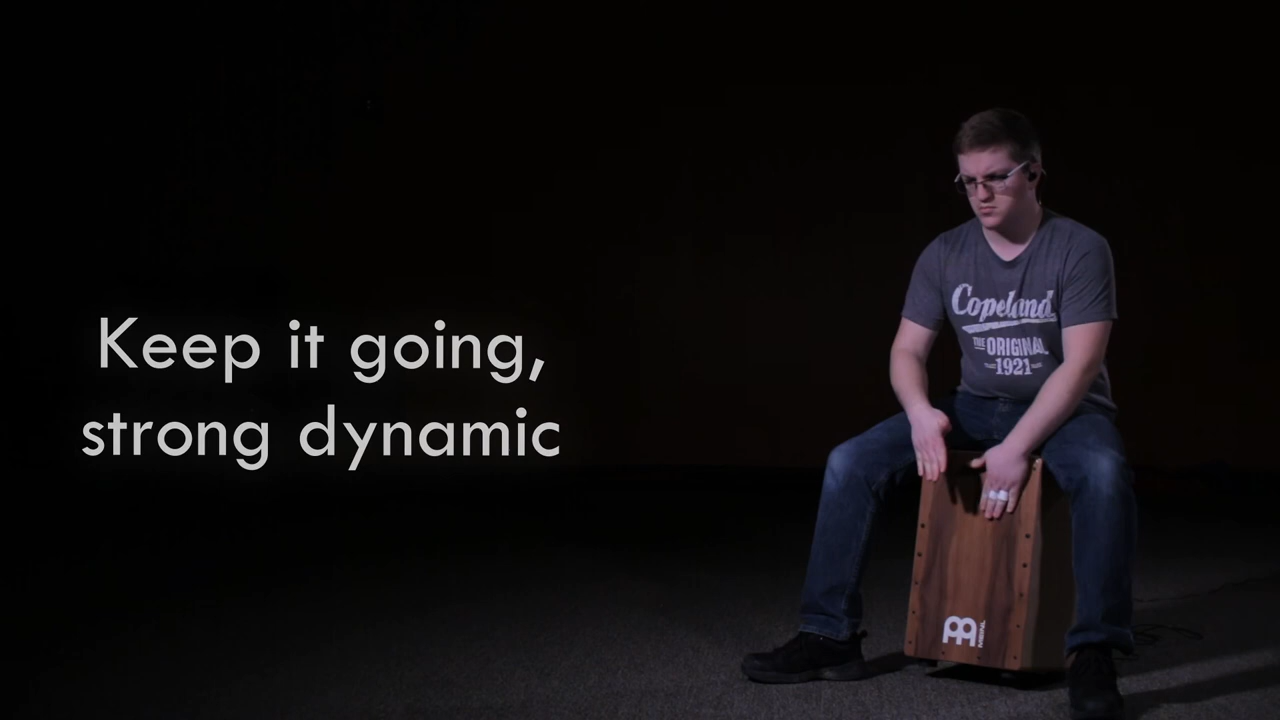 Keep it going,
strong dynamic
Copeland
THE ORIGINAL
1921
MEINL